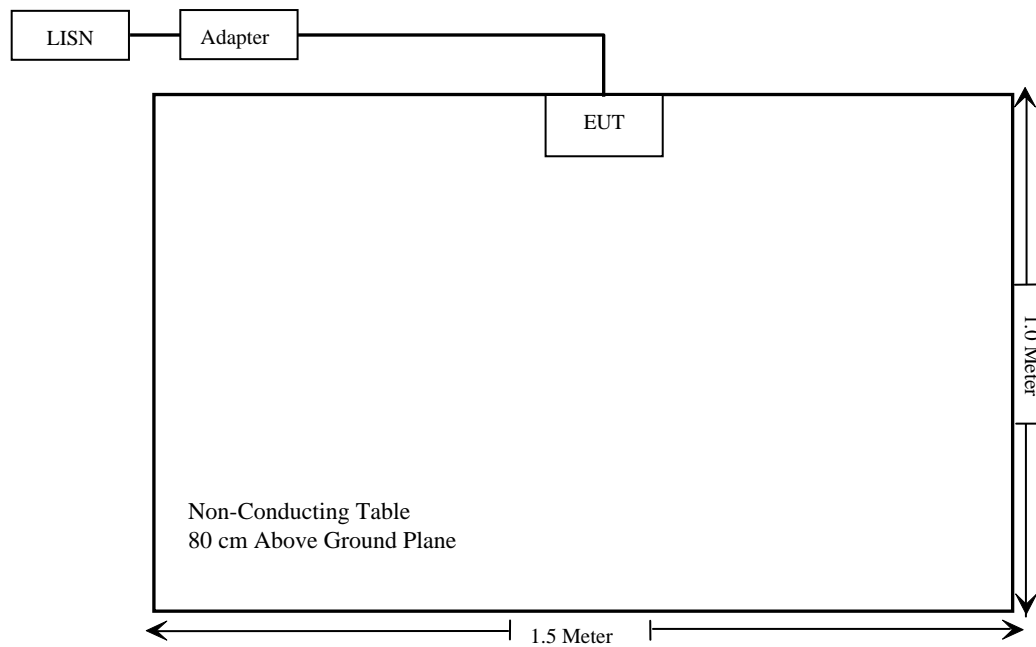 LISN
Adapter
EUT
1.0 Meter
Non-Conducting Table
80 cm Above Ground Plane
1.5 Meter